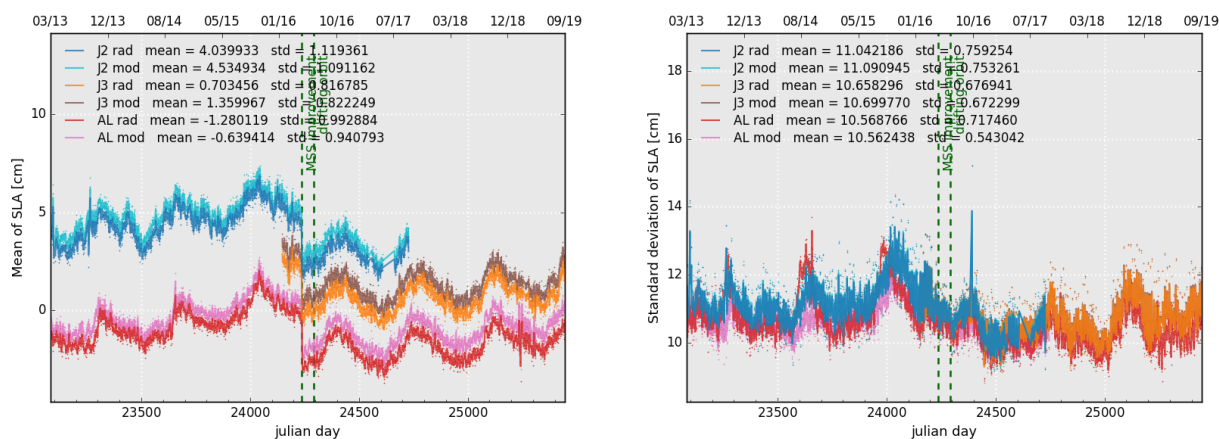 03/13 12/13 08/14 05/15 01/16 10/16 07/17 03/18 12/18 09/19
J2 rad mean = 4.039933 std = 1.119361
J2 mod mean = 4.534934 std = 1.091162
J3 rad mean = 0.703456 std = 0.816785
J3 mod mean = 1.359967 std = 0.822249
AL rad mean = -1.280119 std = 0.992884
AL mod mean = -0.639414 std = 0.940793
MSS improvement
drifting orbit
Mean of SLA [cm]
10
5
0
23500 24000 24500 25000
julian day
03/13 12/13 08/14 05/15 01/16 10/16 07/17 03/18 12/18 09/19
J2 rad mean = 11.042186 std = 0.759254
J2 mod mean = 11.090945 std = 0.753261
J3 rad mean = 10.658296 std = 0.676941
J3 mod mean = 10.699770 std = 0.672299
AL rad mean = 10.568766 std = 0.717460
AL mod mean = 10.562438 std = 0.543042
MSS improvement
drifting orbit
Standard deviation of SLA [cm]
18
16
14
12
10
23500 24000 24500 25000
julian day